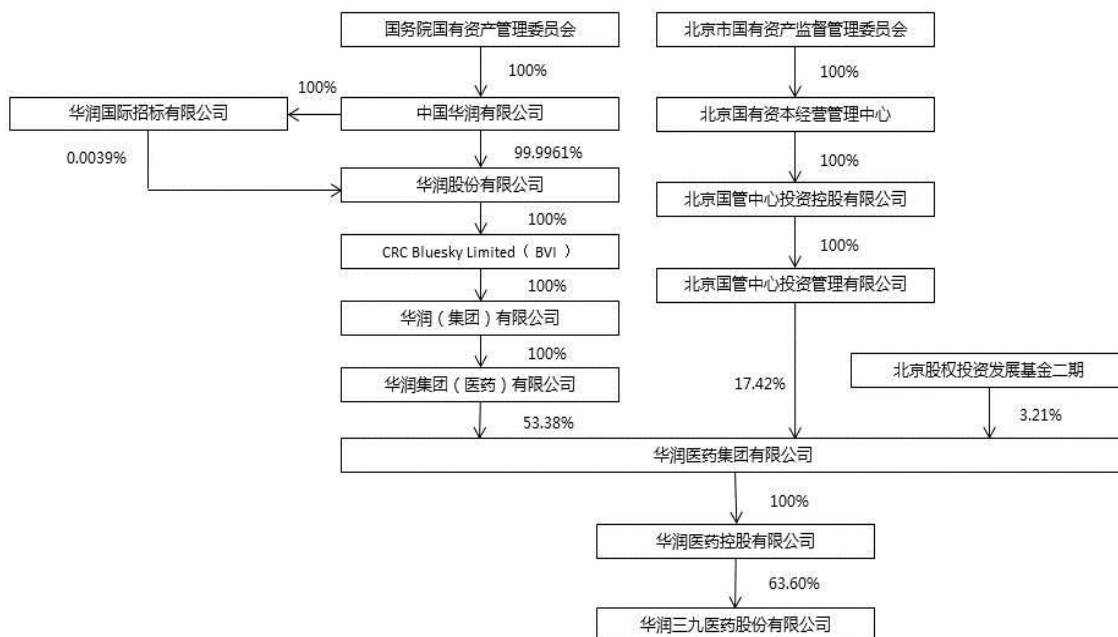 国务院国有资产管理委员会
北京市国有资产监督管理委员会
100%
100%
100%
华润国际招标有限公司
中国华润有限公司
北京国有资本经营管理中心
0.0039%
99.9961%
100%
华润股份有限公司
北京国管中心投资控股有限公司
100%
100%
CRC Bluesky Limited（ BVI ）
北京国管中心投资管理有限公司
100%
华润（集团）有限公司
100%
北京股权投资发展基金二期
华润集团（医药）有限公司
17.42%
53.38%
3.21%
华润医药集团有限公司
100%
华润医药控股有限公司
63.60%
华润三九医药股份有限公司